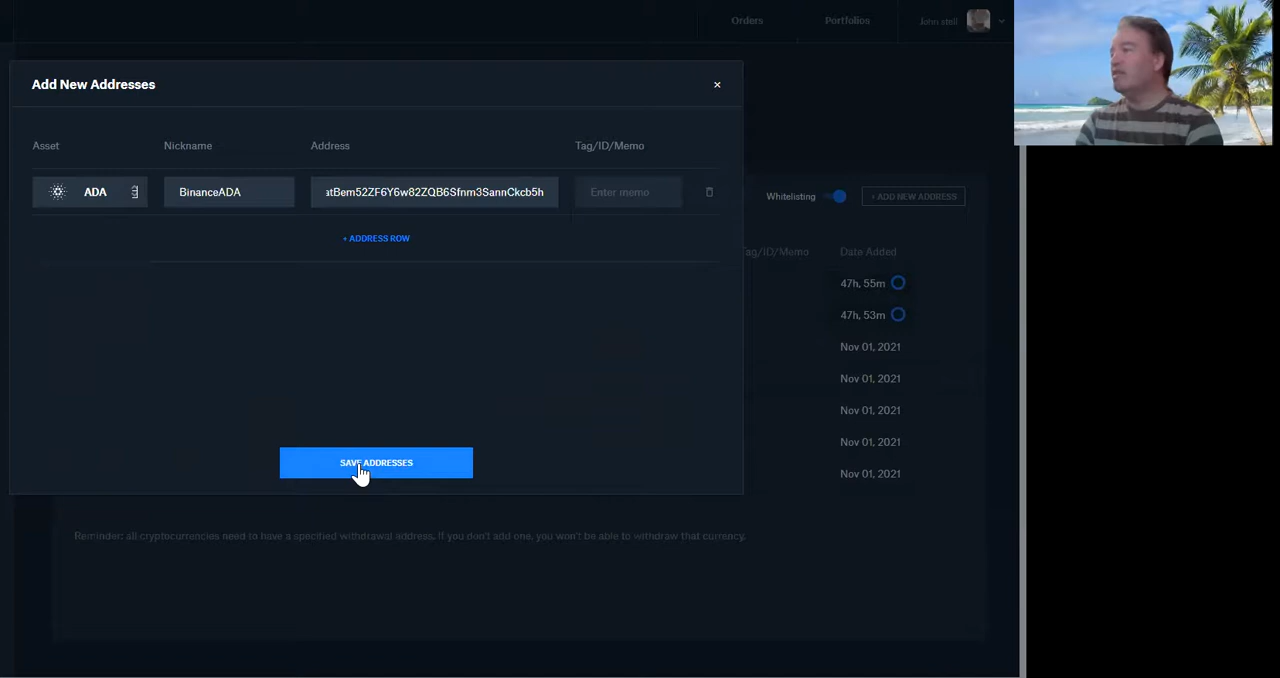 Orders Portfolios John stell
Add New Addresses ×
Asset Nickname Address Tag/ID/Memo
ADA BinanceADA atBem52ZF6Y6w82ZQB6Sfnm3SannCkcb5h Enter memo
Whitelisting + ADD NEW ADDRESS
+ ADDRESS ROW
Tag/ID/Memo Date Added
47h, 55m
47h, 53m
Nov 01, 2021
Nov 01, 2021
Nov 01, 2021
Nov 01, 2021
Nov 01, 2021
SAVE ADDRESSES
Reminder: all cryptocurrencies need to have a specified withdrawal address. If you don't add one, you won't be able to withdraw that currency.